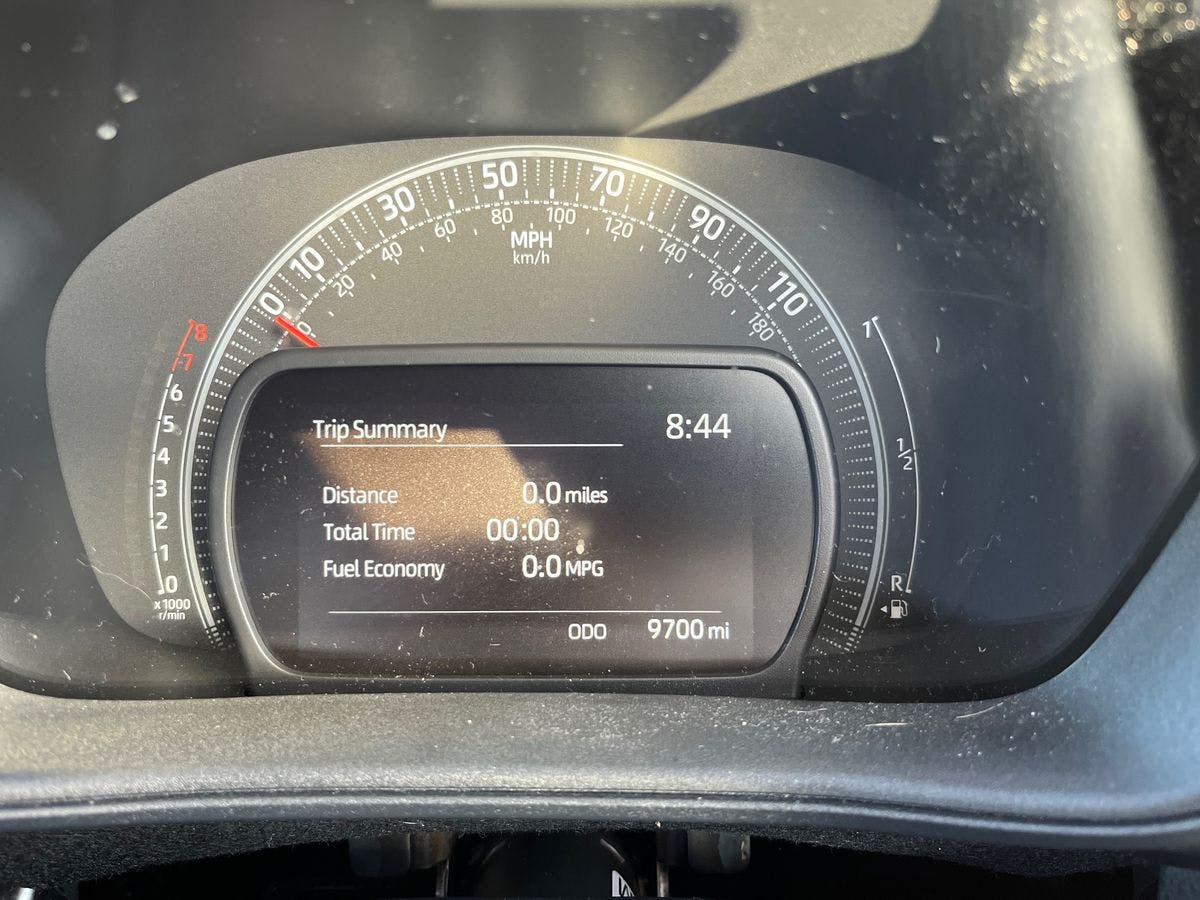 10 30 50 70 90 110
0 20 40 60 80 100 120 140 160 180
MPH
km/h
0
8
7
6
5
4
3
2
1
0
x1000
r/min
Trip Summary 8:44
Distance 0.0 miles
Total Time 00:00
Fuel Economy 0.0 MPG
ODO 9700 mi
1
1/2
R